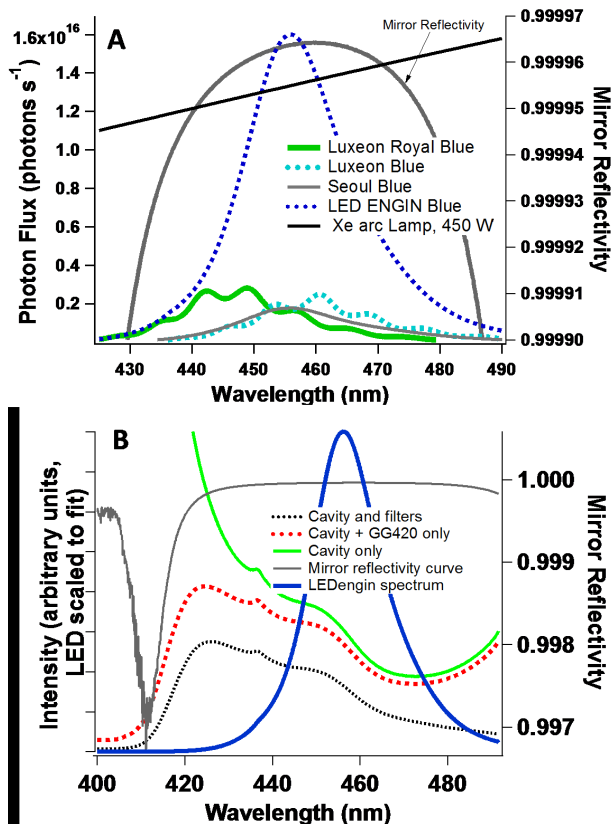 A
Mirror Reflectivity
1.6x10^16
1.4
1.2
1.0
0.8
0.6
0.4
0.2
Photon Flux (photons s^-1)
0.99997
0.99996
0.99995
0.99994
0.99993
0.99992
0.99991
0.99990
Mirror Reflectivity
Luxeon Royal Blue
Luxeon Blue
Seoul Blue
LED ENGIN Blue
Xe arc Lamp, 450 W
430 440 450 460 470 480 490
Wavelength (nm)
B
Intensity (arbitrary units,
LED scaled to fit)
1.000
0.999
0.998
0.997
Mirror Reflectivity
Cavity and filters
Cavity + GG420 only
Cavity only
Mirror reflectivity curve
LEDengin spectrum
400 420 440 460 480
Wavelength (nm)